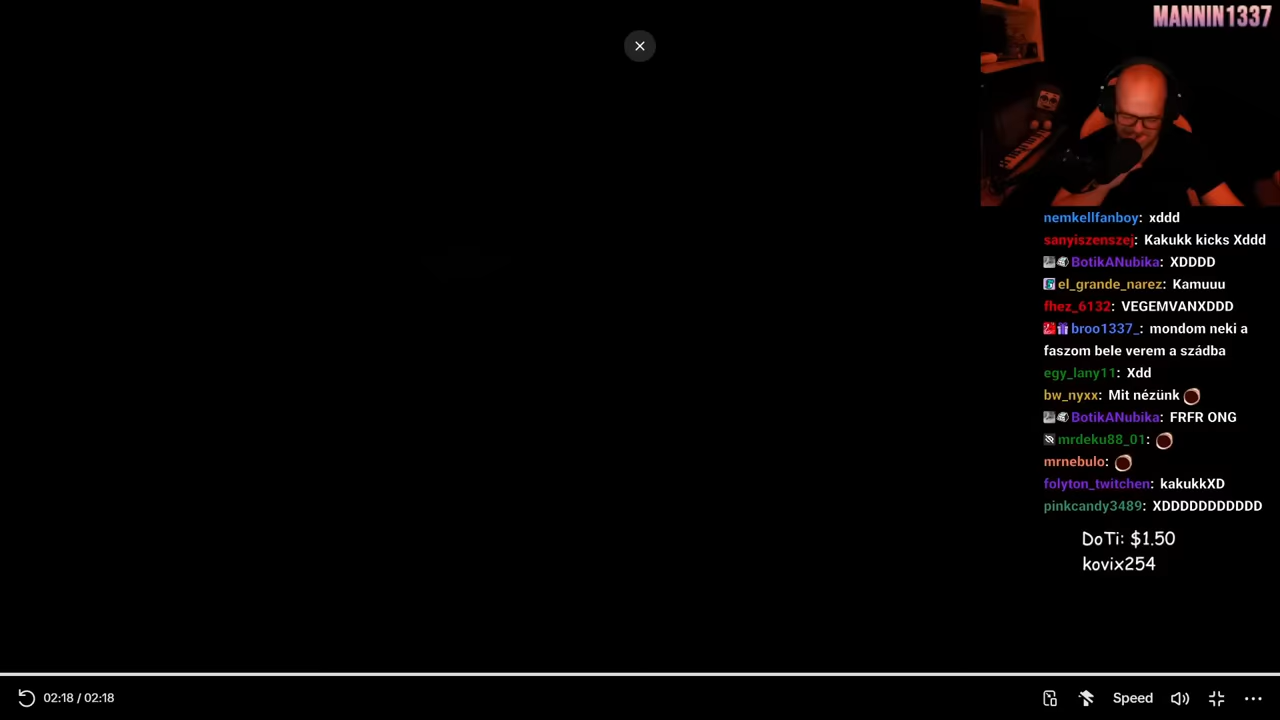 MANNIN1337
nemkellfanboy: xddd
sanyiszenszej: Kakukk kicks Xddd
BotikANubika: XDDDD
el_grande_narez: Kamuuu
fhez_6132: VEGEMVANXDDD
broo1337_: mondom neki a
faszom bele verem a szádba
egy_lany11: Xdd
bw_nyxx: Mit nézünk
BotikANubika: FRFR ONG
mrdeku88_01:
mrnebulo:
folyton_twitchen: kakukkXD
pinkcandy3489: XDDDDDDDDDDD
DoTi: $1.50
kovix254
02:18 / 02:18
Speed